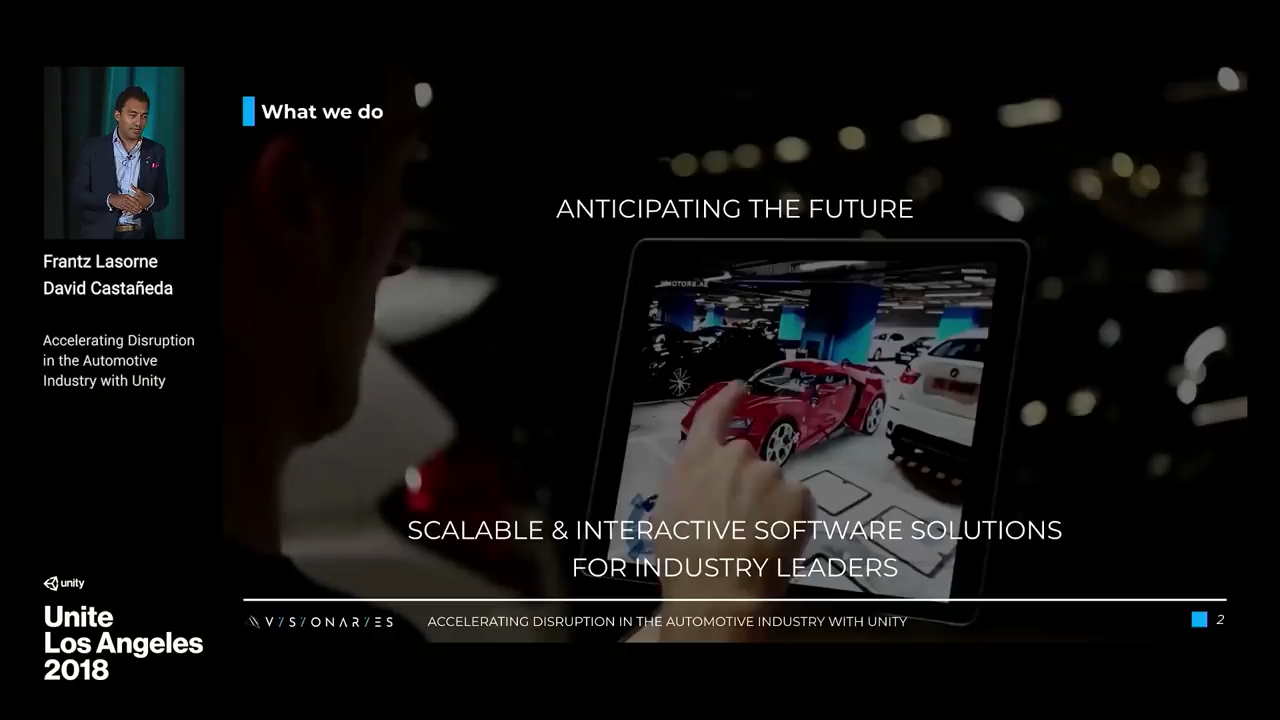 What we do
ANTICIPATING THE FUTURE
WMOTORS.AE
SCALABLE & INTERACTIVE SOFTWARE SOLUTIONS
FOR INDUSTRY LEADERS
V/S/ONAR/ES
ACCELERATING DISRUPTION IN THE AUTOMOTIVE INDUSTRY WITH UNITY
2
Frantz Lasorne
David Castañeda
Accelerating Disruption
in the Automotive
Industry with Unity
unity
Unite
Los Angeles
2018